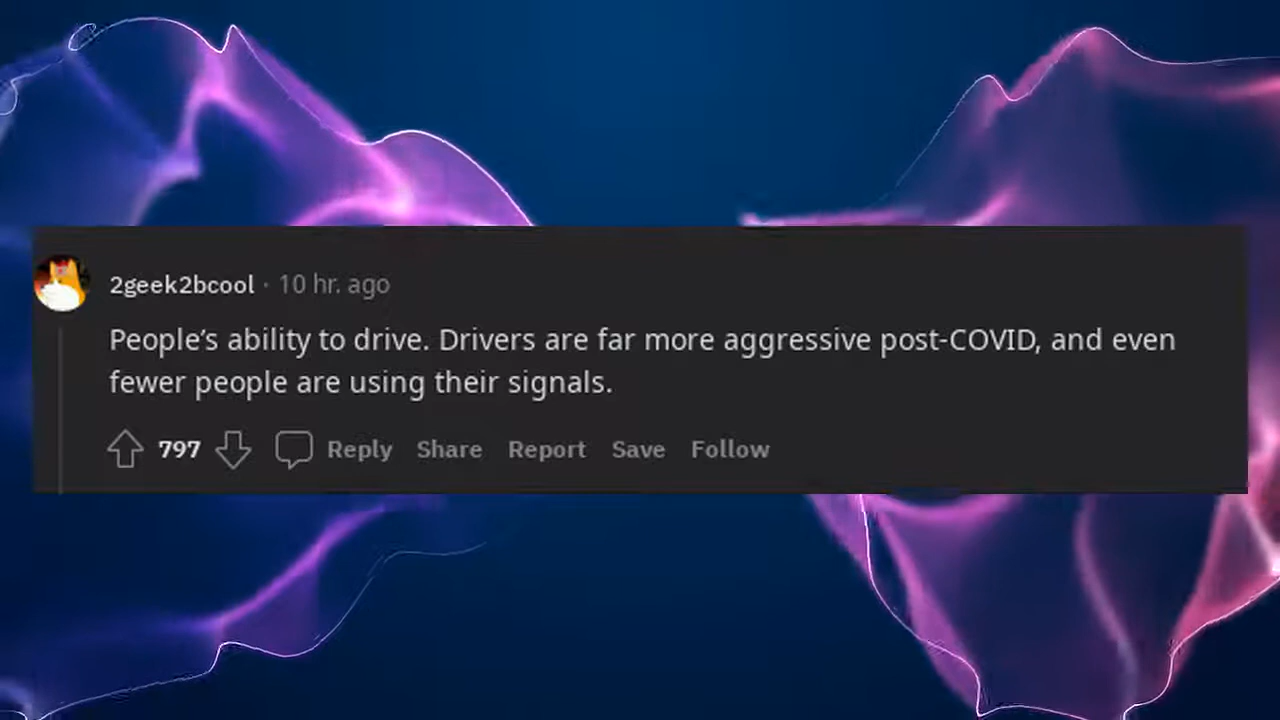 2geek2bcool · 10 hr. ago
People’s ability to drive. Drivers are far more aggressive post-COVID, and even
fewer people are using their signals.
797 Reply Share Report Save Follow